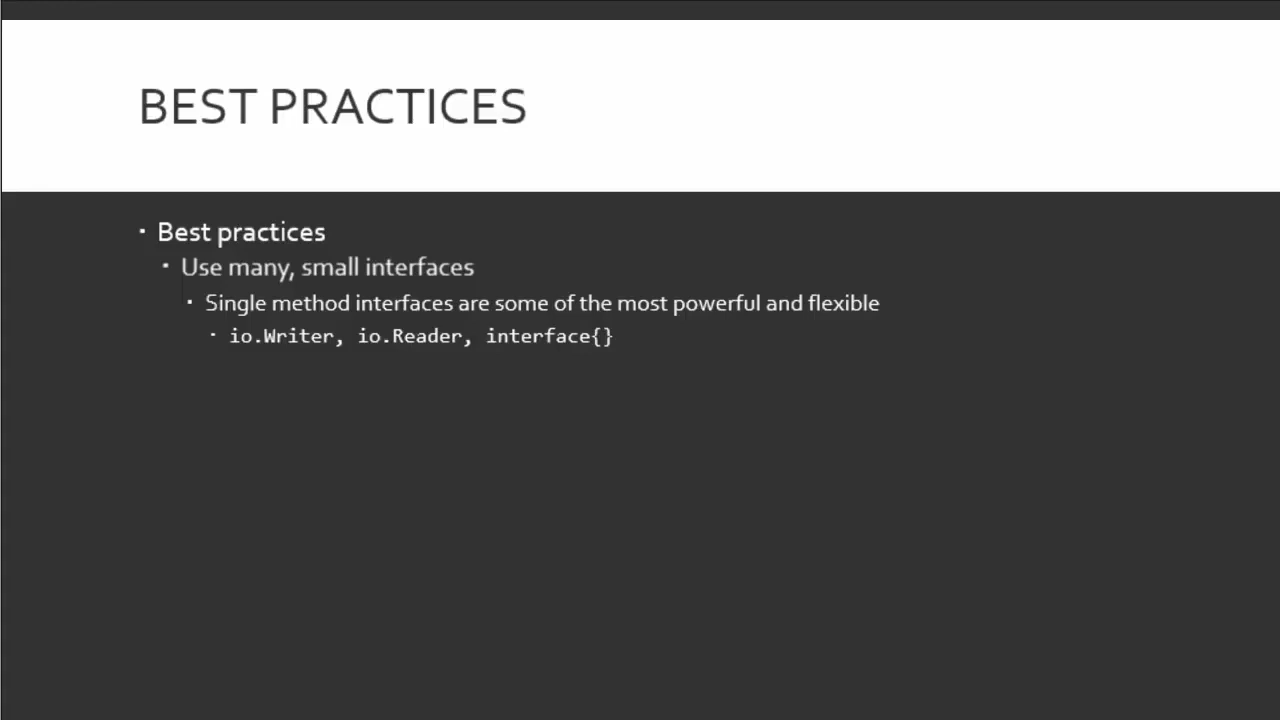 BEST PRACTICES
▪ Best practices
▪ Use many, small interfaces
▪ Single method interfaces are some of the most powerful and flexible
▪ io.Writer, io.Reader, interface{}